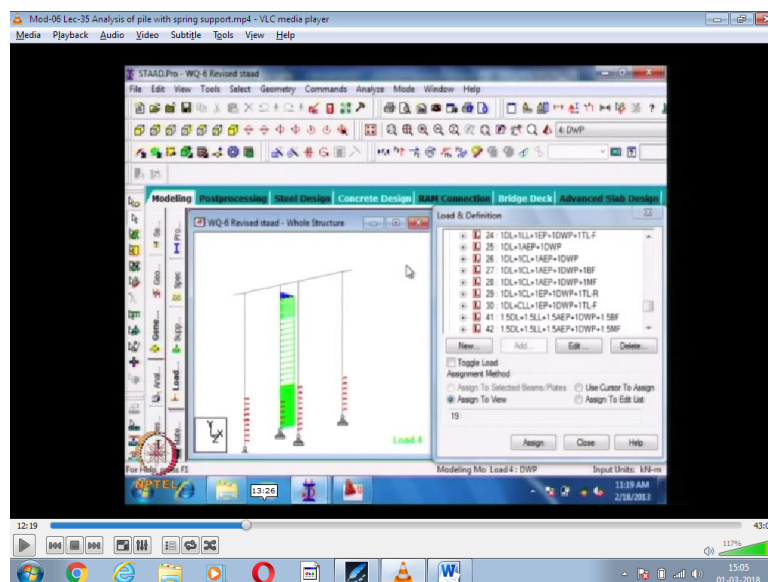 Mod-06 Lec-35 Analysis of pile with spring support.mp4 - VLC media player
Media Playback Audio Video Subtitle Tools View Help
STAAD.Pro - WQ-6 Revised staad
File Edit View Tools Select Geometry Commands Analyze Mode Window Help
4: DWP
Modeling Postprocessing Steel Design Concrete Design RAM Connection Bridge Deck Advanced Slab Design
WQ-6 Revised staad - Whole Structure
Load & Definition
24 : 1DL+1LL+1EP+1DWP+1TL-F
25 : 1DL+1AEP+1DWP
26 : 1DL+1CL+1AEP+1DWP
27 : 1DL+1CL+1AEP+1DWP+1BF
28 : 1DL+1CL+1AEP+1DWP+1MF
29 : 1DL+1CL+1EP+1DWP+1TL-R
30 : 1DL+CLL+1EP+1DWP+1TL-F
41 : 1.5DL+1.5LL+1.5AEP+1DWP+1.5BF
42 : 1.5DL+1.5LL+1.5AEP+1DWP+1.5MF
New... Add... Edit... Delete...
Toggle Load
Assignment Method
Assign To Selected Beams/Plates Use Cursor To Assign
Assign To View Assign To Edit List
19
Assign Close Help
Y
X
Z
Load 4
For Help, press F1
Modeling Mo Load 4 : DWP Input Units: kN-m
NPTEL
13:26
11:19 AM
2/18/2013
12:19
43:0
117%
15:05
01-03-2018